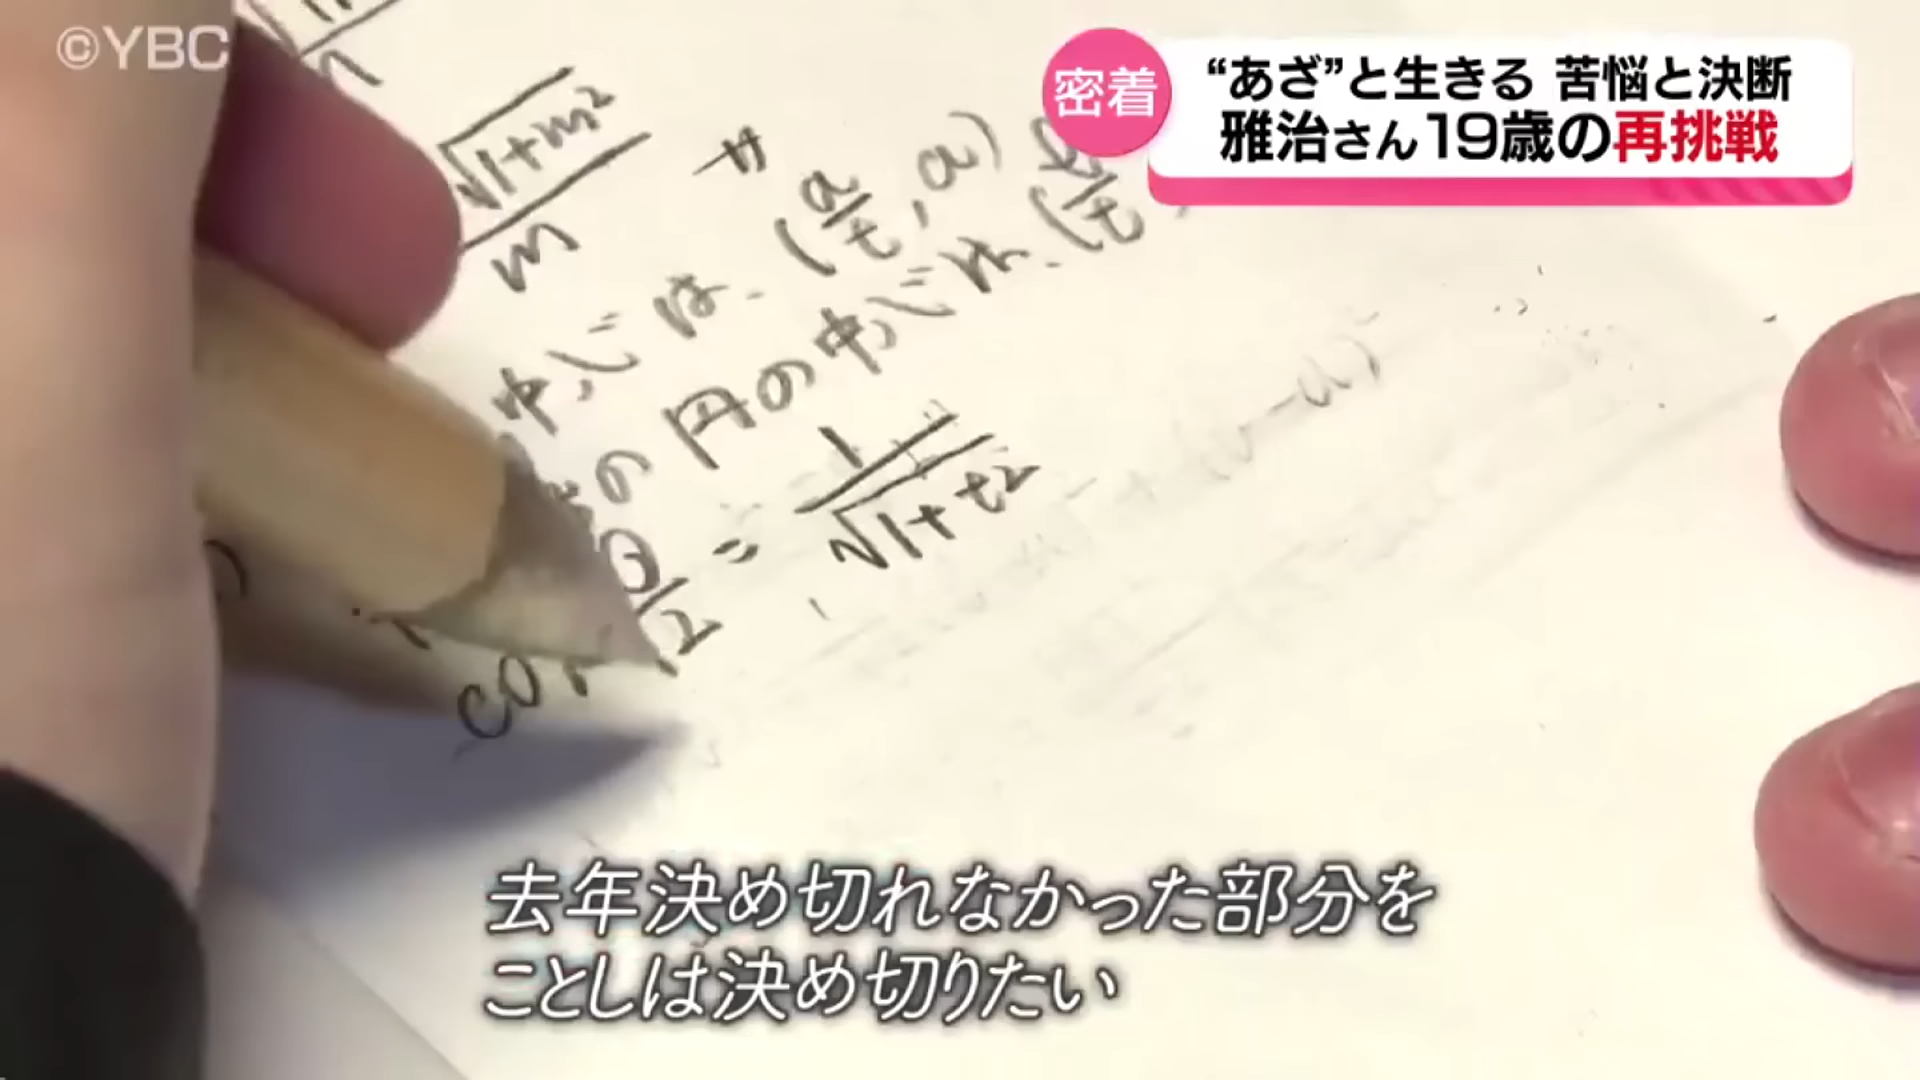 ©YBC
密着
“あざ”と生きる 苦悩と決断
雅治さん19歳の再挑戦
√1+m²/m
(a/t, a)
中心は、
の円の中心は、(
θ/2 = 1/√1+t²
co
去年決め切れなかった部分を
ことしは決め切りたい